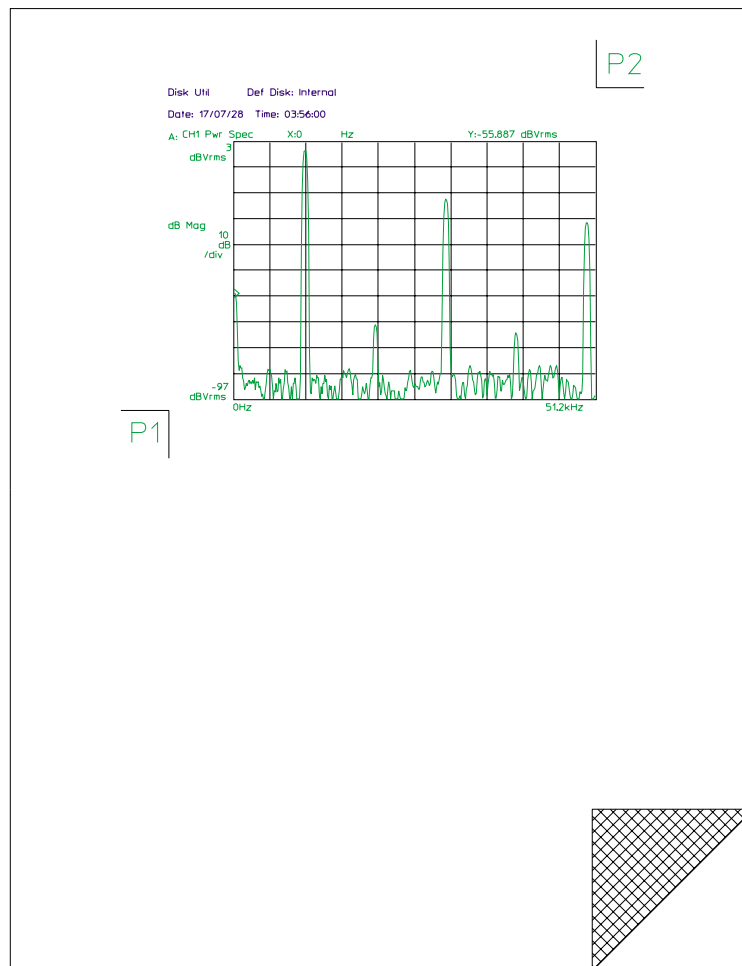 P2
Disk Util Def Disk: Internal
Date: 17/07/28 Time: 03:56:00
A: CH1 Pwr Spec X:0 Hz Y:-55.887 dBVrms
3
dBVrms
dB Mag
10
dB
/div
-97
dBVrms
0Hz 51.2kHz
P1